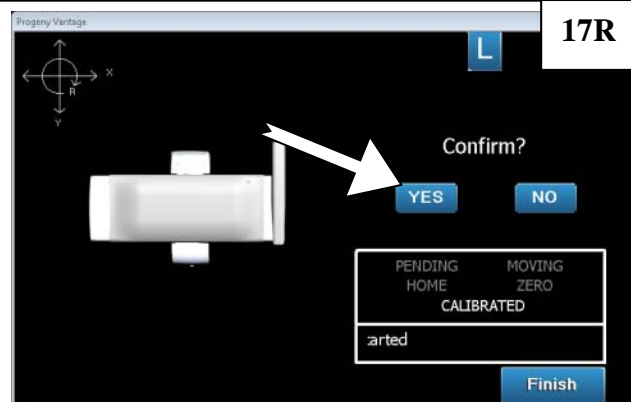 Progeny Vantage
17R
L
X
R
Y
Confirm?
YES NO
PENDING MOVING
HOME ZERO
CALIBRATED
arted
Finish